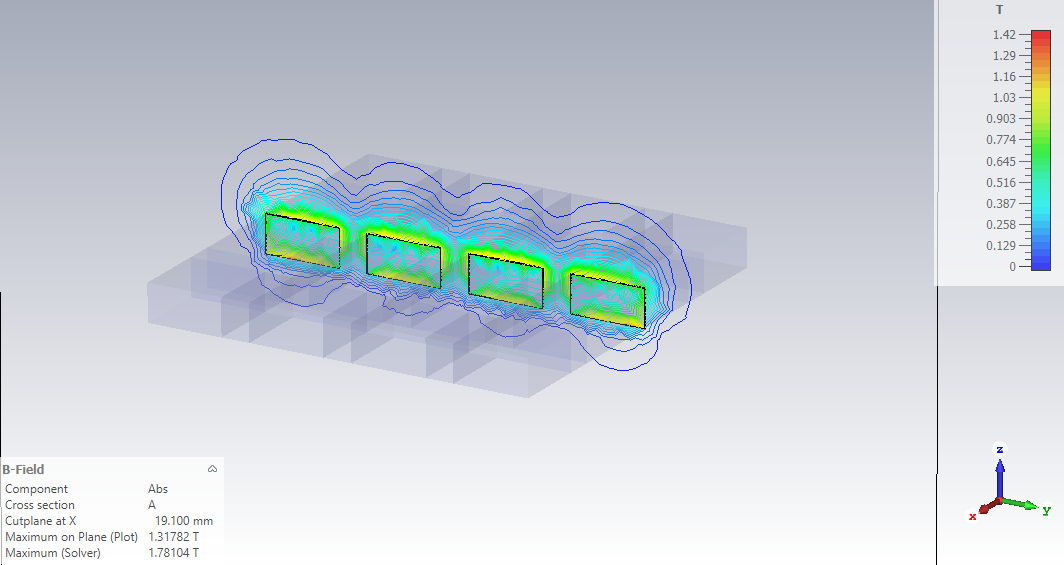 T
1.42
1.29
1.16
1.03
0.903
0.774
0.645
0.516
0.387
0.258
0.129
0
z
x
y
B-Field
Component Abs
Cross section A
Cutplane at X 19.100 mm
Maximum on Plane (Plot) 1.31782 T
Maximum (Solver) 1.78104 T